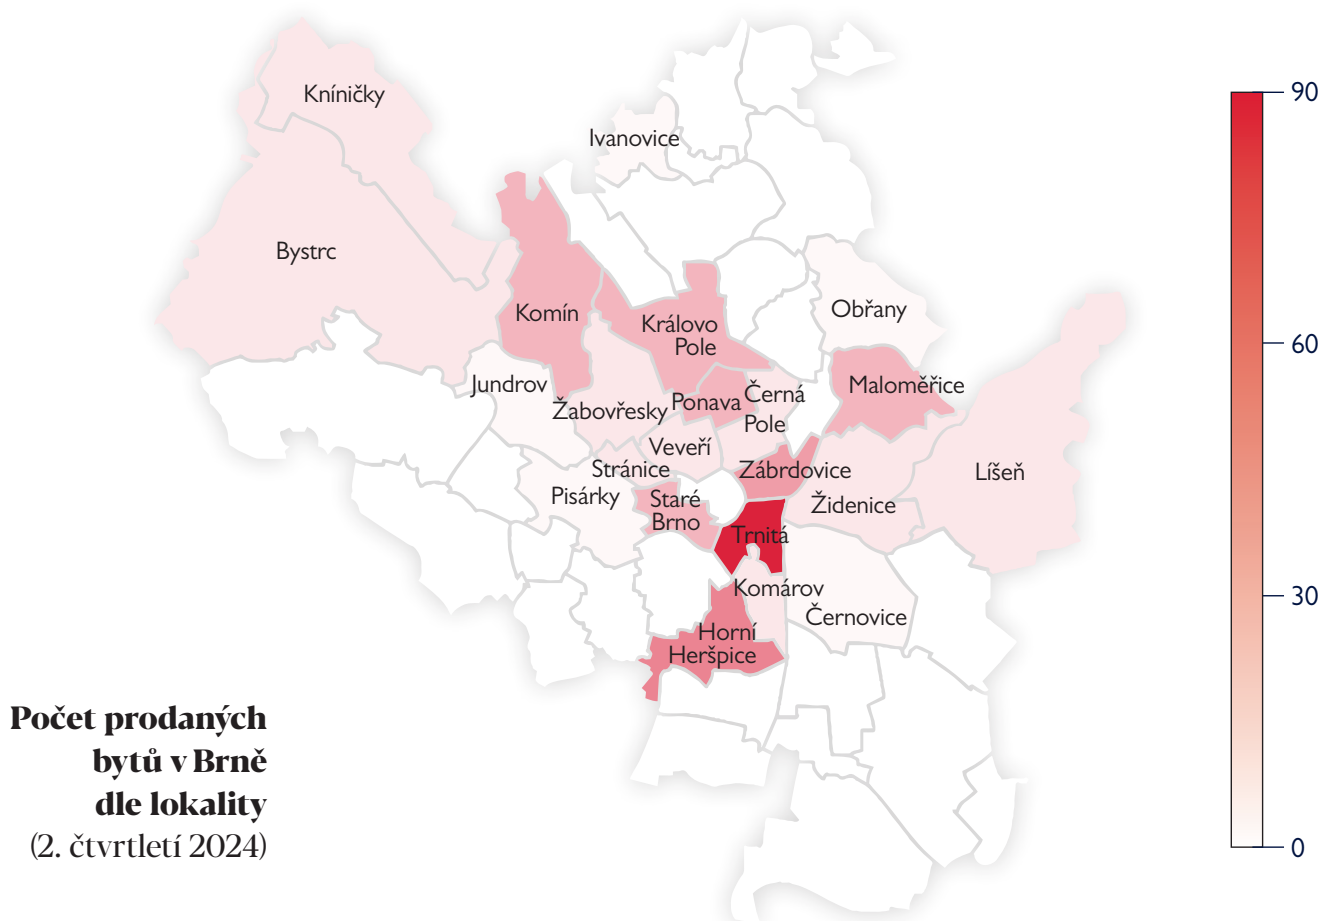 Kníničky
Ivanovice
Bystrc
Komín
Královo
Pole
Obřany
Jundrov
Žabovřesky
Ponava
Černá
Pole
Maloměřice
Veveří
Stránice
Zábrdovice
Líšeň
Pisárky
Staré
Brno
Židenice
Trnitá
Komárov
Černovice
Horní
Heršpice
90
60
30
0
Počet prodaných
bytů v Brně
dle lokality
(2. čtvrtletí 2024)